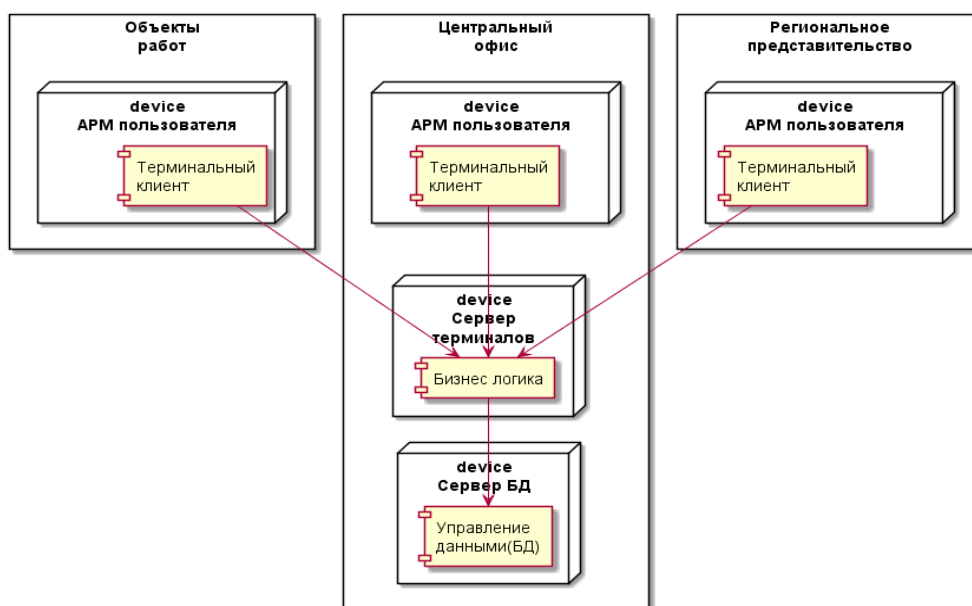 Объекты
работ
device
АРМ пользователя
Терминальный
клиент
Центральный
офис
device
АРМ пользователя
Терминальный
клиент
device
Сервер
терминалов
Бизнес логика
device
Сервер БД
Управление
данными(БД)
Региональное
представительство
device
АРМ пользователя
Терминальный
клиент